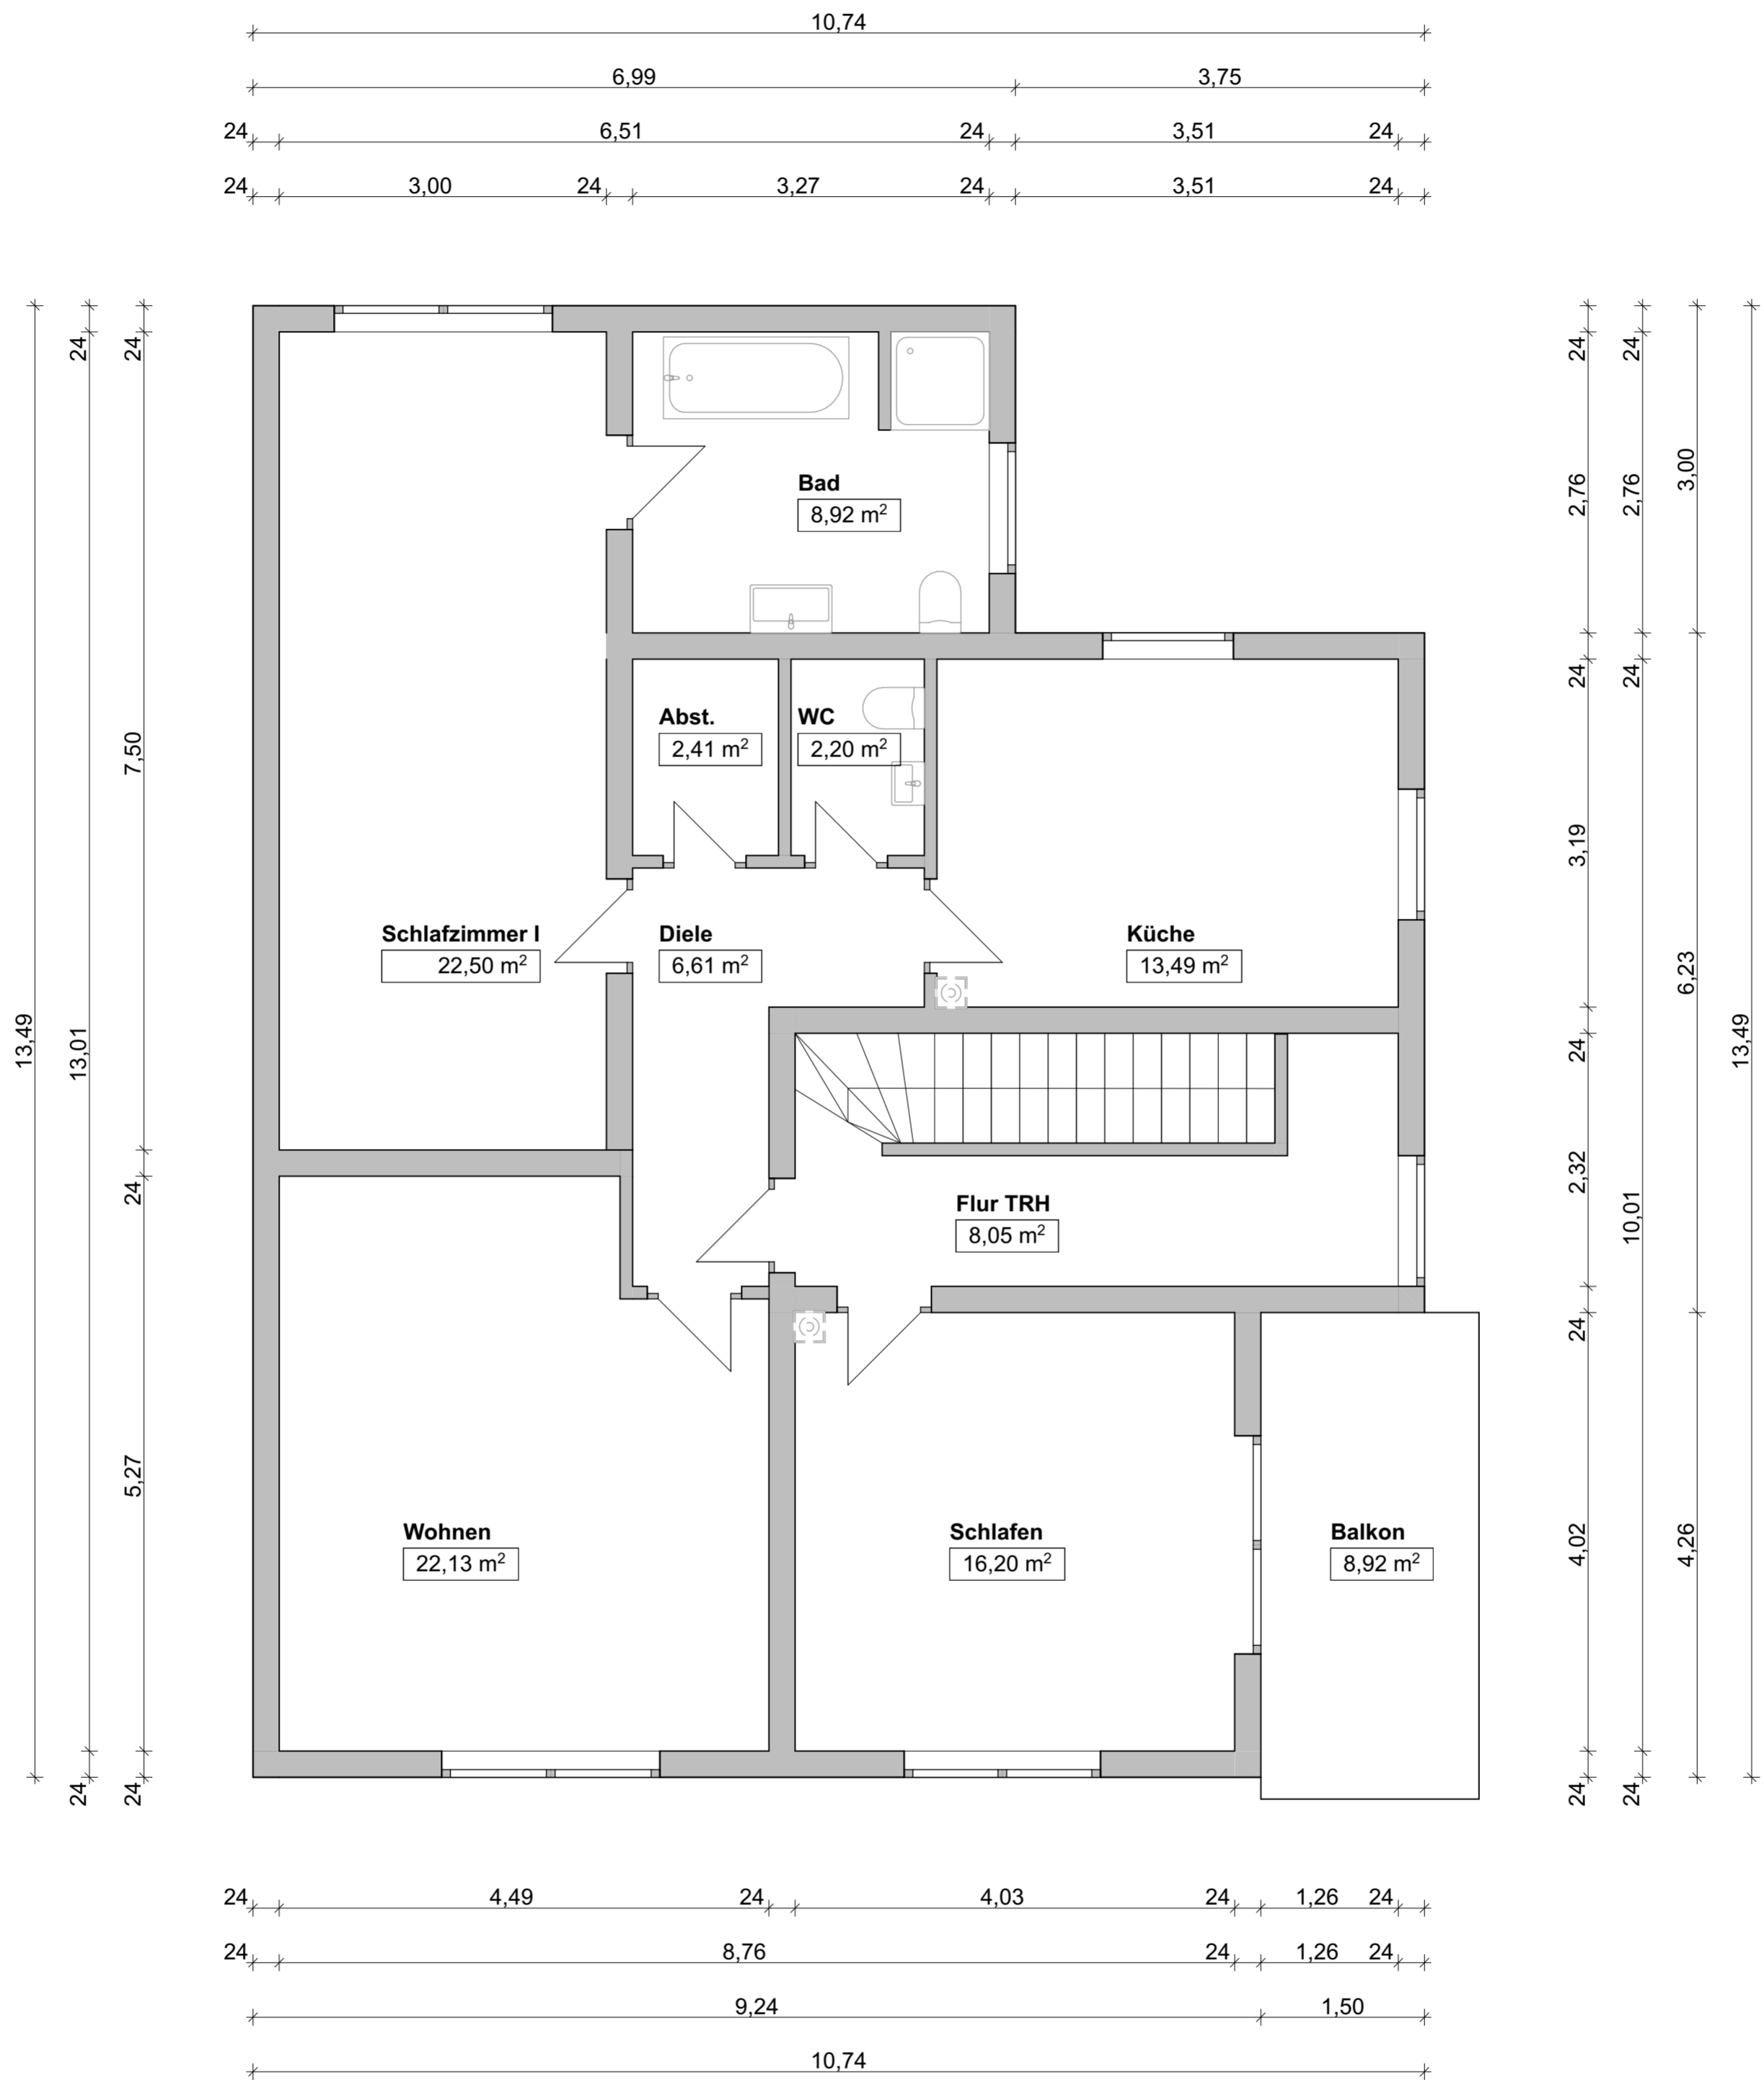 10,74
6,99 3,75
24 6,51 24 3,51 24
24 3,00 24 3,27 24 3,51 24
24 24 24 24
Bad
8,92 m²
2,76 2,76 3,00
24 24
Abst. WC
2,41 m² 2,20 m²
7,50
3,19
Schlafzimmer I Diele Küche
22,50 m² 6,61 m² 13,49 m²
6,23
13,49 13,01 24 13,49
24 2,32 10,01
Flur TRH
8,05 m²
24
5,27
Wohnen Schlafen Balkon
22,13 m² 16,20 m² 8,92 m²
4,02 4,26
24 24 24 24
24 4,49 24 4,03 24 1,26 24
24 8,76 24 1,26 24
9,24 1,50
10,74